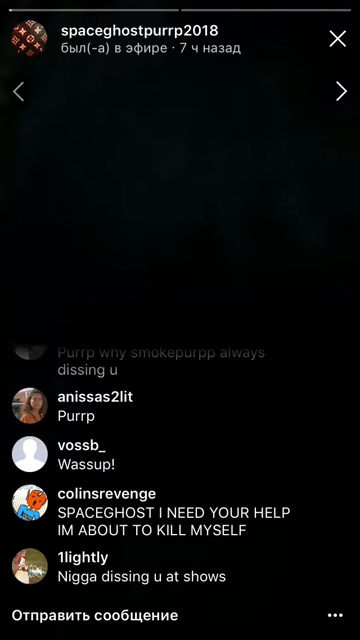 spaceghostpurrp2018
был(-а) в эфире · 7 ч назад
Purrp why smokepurpp always
dissing u
anissas2lit
Purrp
vossb_
Wassup!
colinsrevenge
SPACEGHOST I NEED YOUR HELP
IM ABOUT TO KILL MYSELF
1lightly
Nigga dissing u at shows
Отправить сообщение